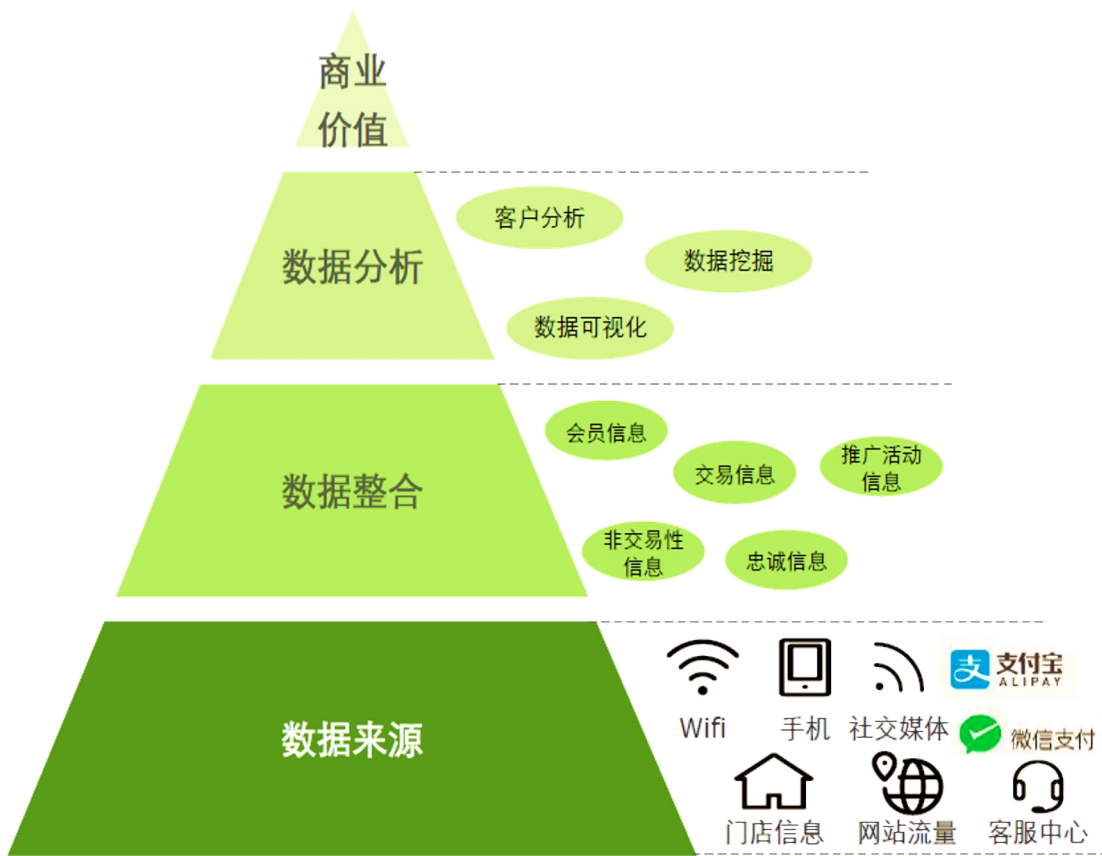 商业
价值
数据分析
客户分析
数据挖掘
数据可视化
数据整合
会员信息
交易信息
推广活动
信息
非交易性
信息
忠诚信息
数据来源
Wifi
手机
社交媒体
支
支付宝
ALIPAY
微信支付
门店信息
网站流量
客服中心